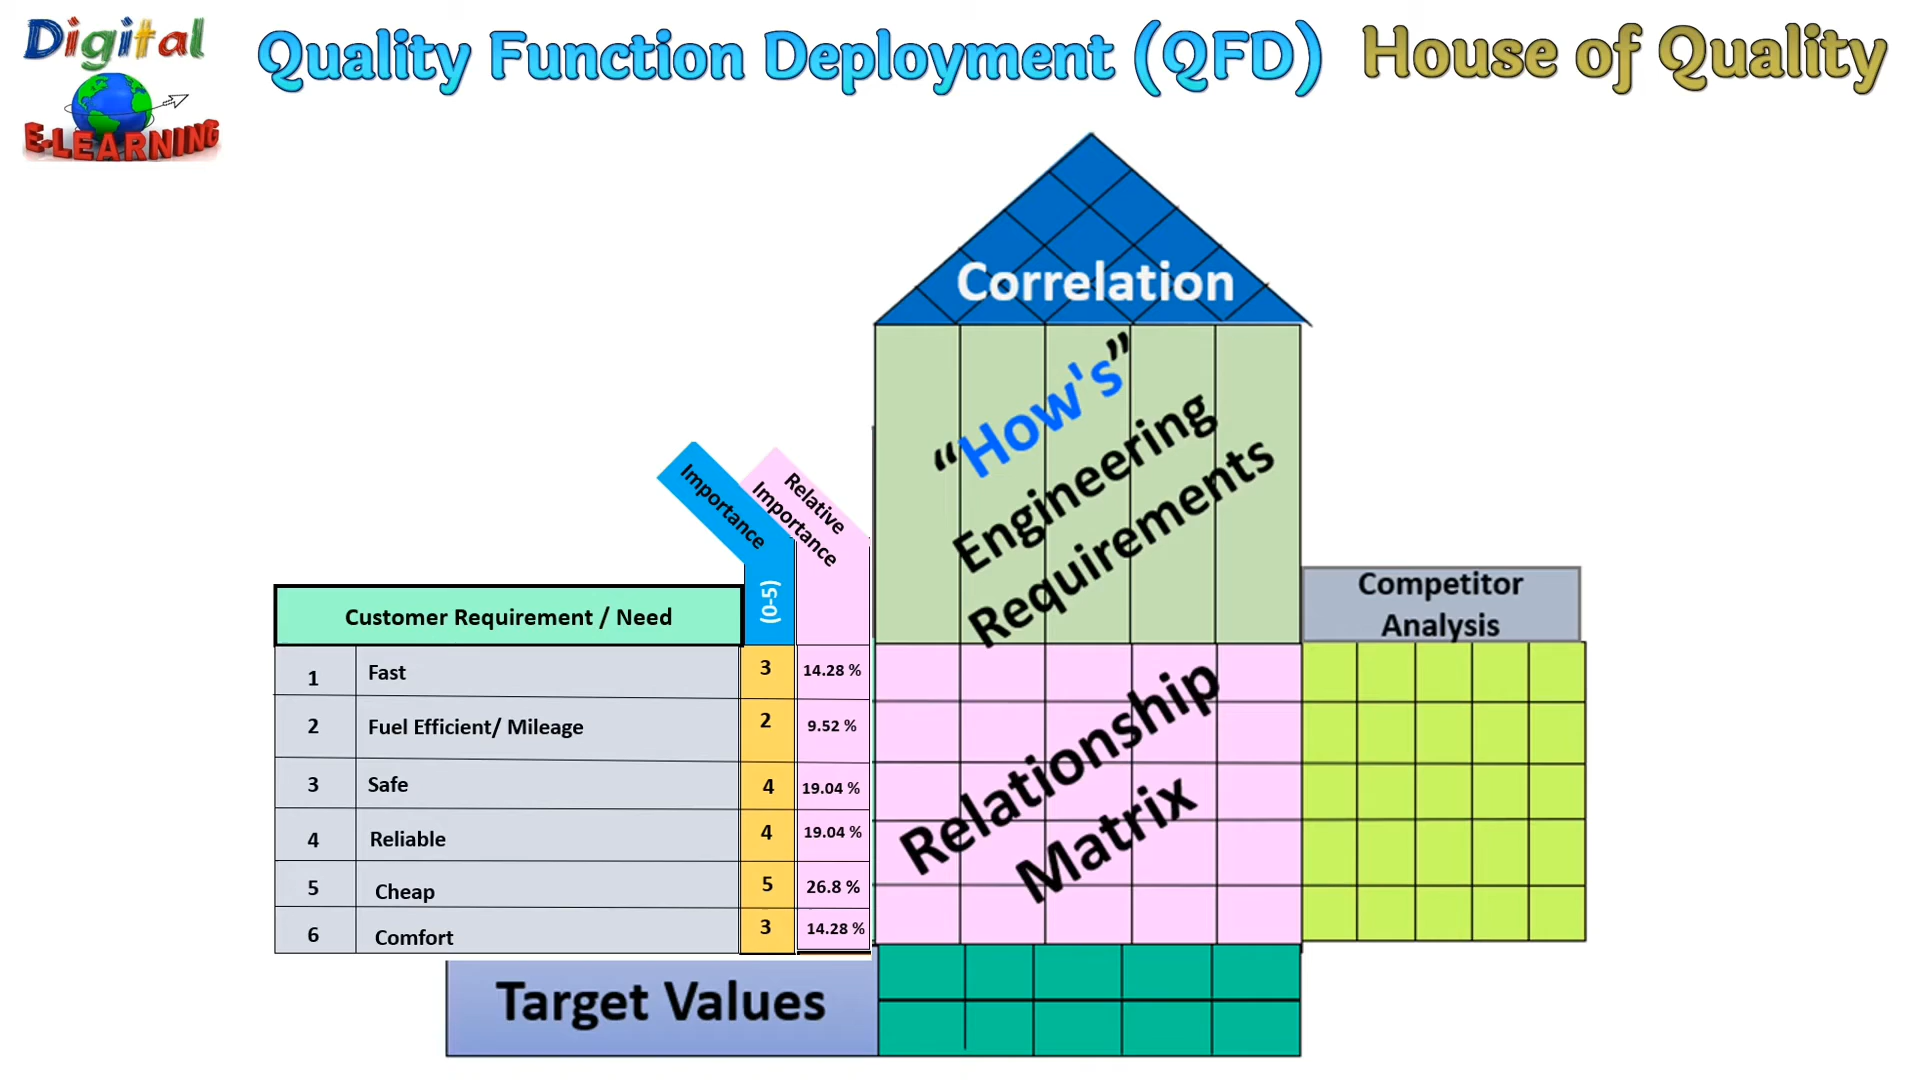 Digital
E-LEARNING
Quality Function Deployment (QFD) House of Quality
Correlation
“How's”
Engineering
Requirements
Importance
(0-5)
Relative
Importance
Customer Requirement / Need
Competitor
Analysis
1 Fast 3 14.28 %
2 Fuel Efficient/ Mileage 2 9.52 %
3 Safe 4 19.04 %
4 Reliable 4 19.04 %
5 Cheap 5 26.8 %
6 Comfort 3 14.28 %
Relationship
Matrix
Target Values